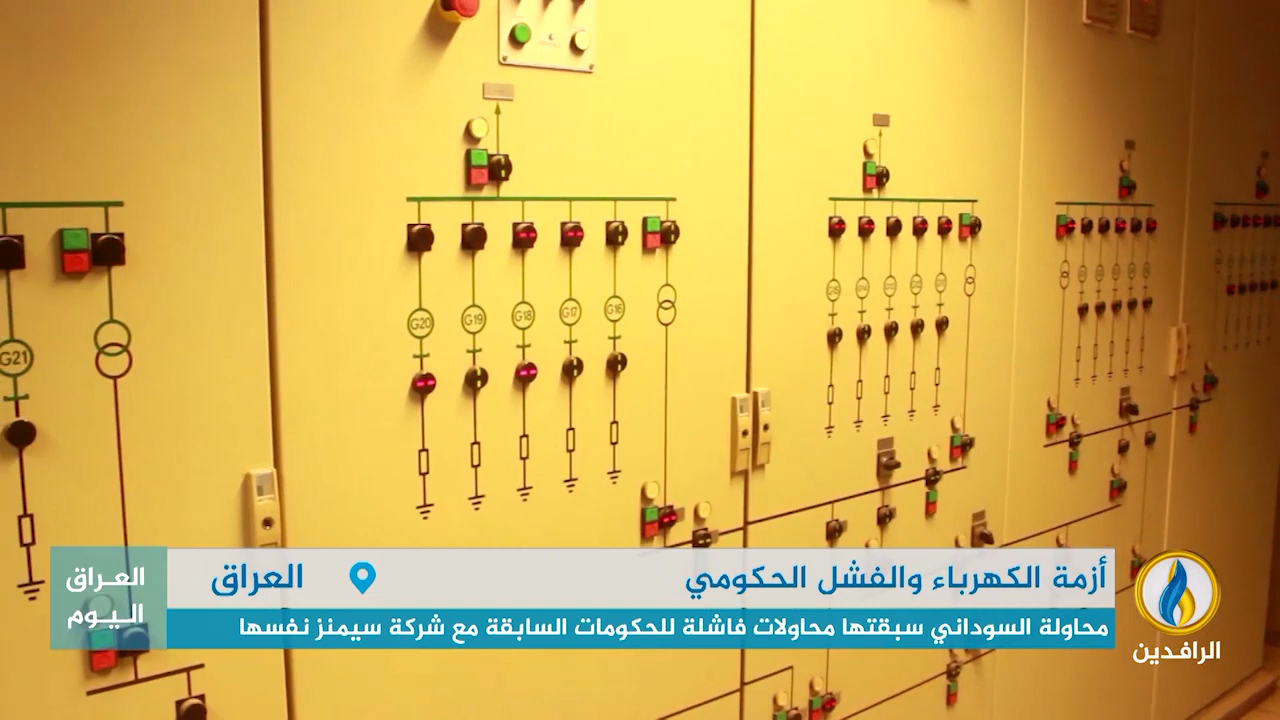 G21
G20
G19
G18
G17
G16
أزمة الكهرباء والفشل الحكومي
العراق
محاولة السوداني سبقتها محاولات فاشلة للحكومات السابقة مع شركة سيمنز نفسها
العراق
اليوم
الرافدين